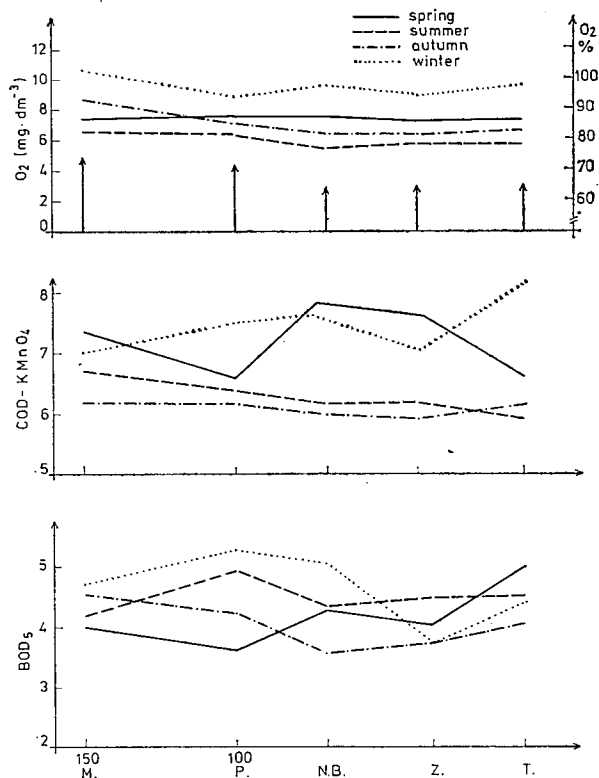 spring
summer
autumn
winter
O₂ (mg·dm⁻³)
12
10
8
6
4
2
0
O₂
%
100
90
80
70
60
COD-KMnO₄
8
7
6
5
BOD₅
5
4
3
2
150
100
M.
P.
N.B.
Z.
T.